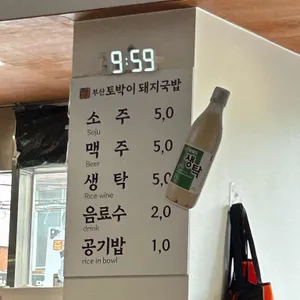 9:59
부산 토박이 돼지국밥
소 주 5,0
Soju
맥 주 5,0
Beer
생 탁 5,0
Rice wine
음료수 2,0
drink
공기밥 1,0
rice in bowl
생탁